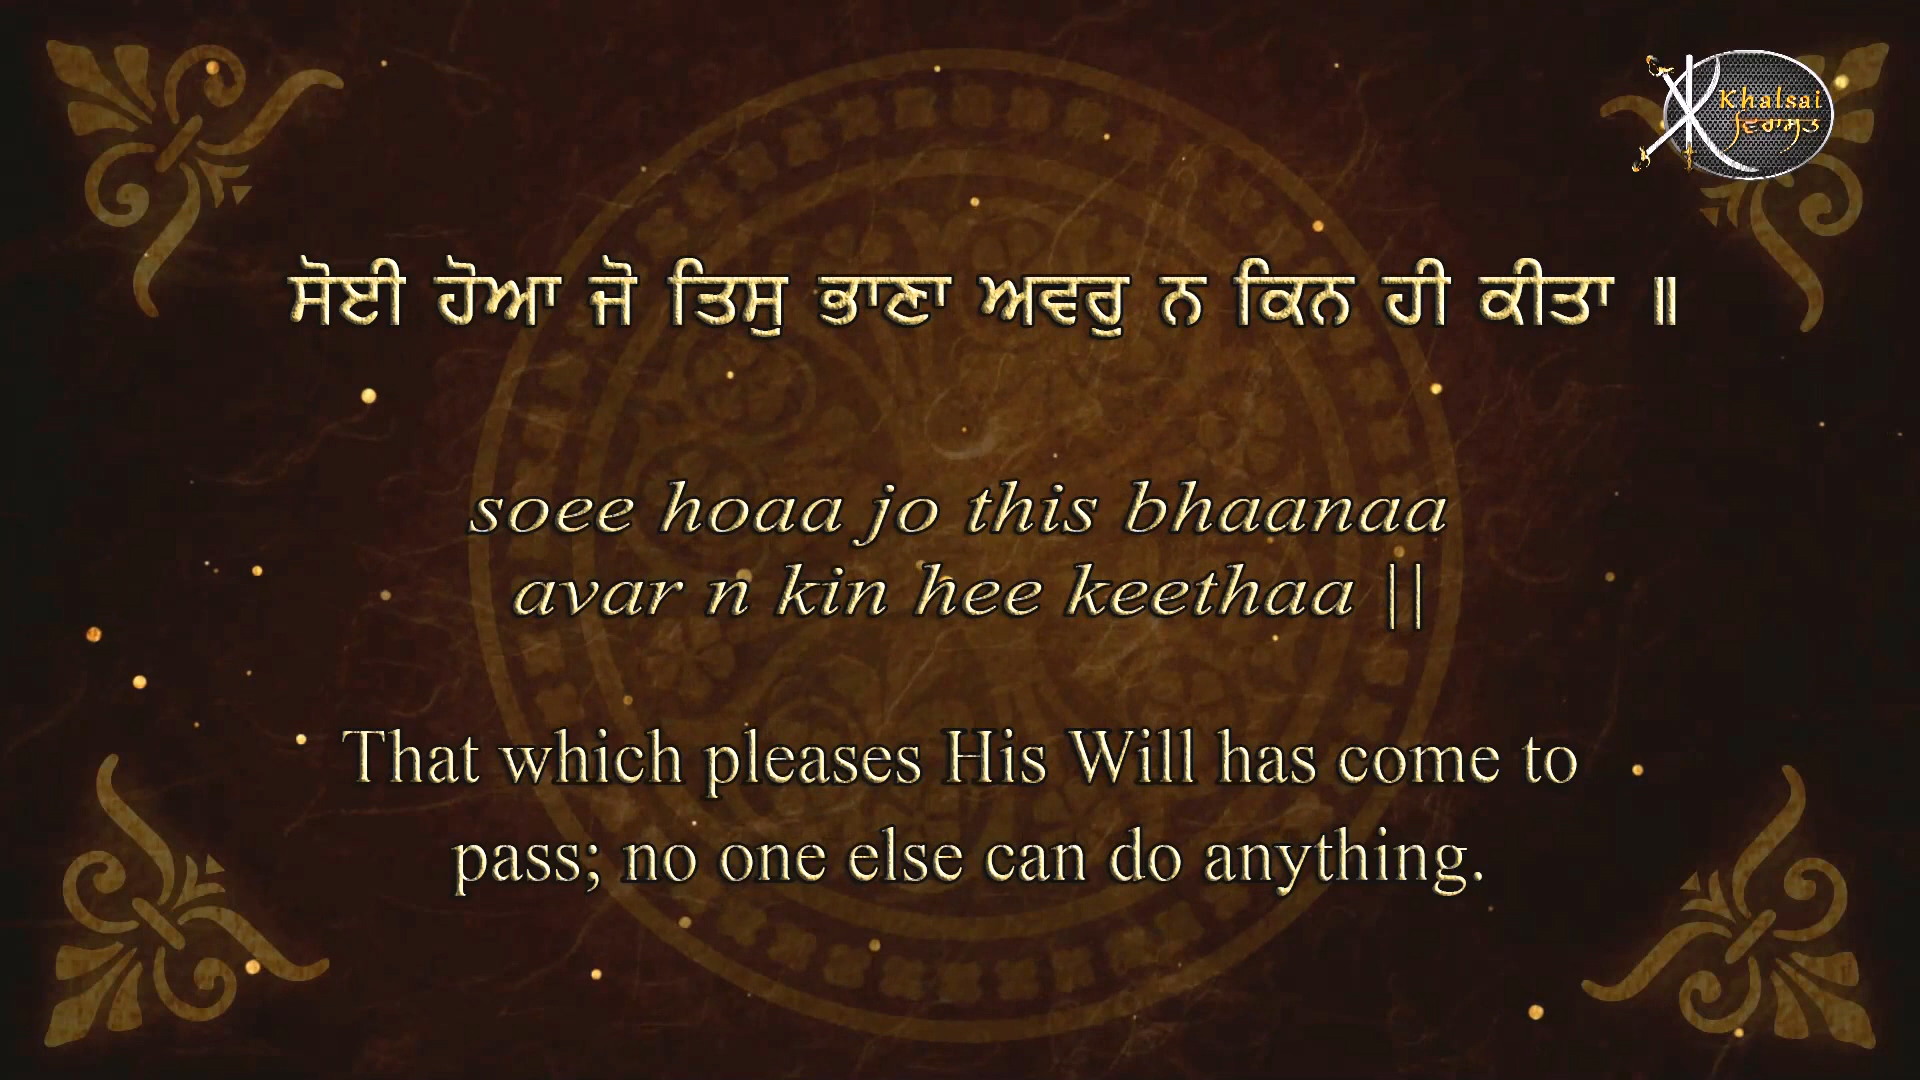 Khalsai
ਵਿਰਾਸਤ
ਸੋਈ ਹੋਆ ਜੋ ਤਿਸੁ ਭਾਣਾ ਅਵਰੁ ਨ ਕਿਨ ਹੀ ਕੀਤਾ ॥
soee hoaa jo this bhaanaa
avar n kin hee keethaa ||
That which pleases His Will has come to
pass; no one else can do anything.